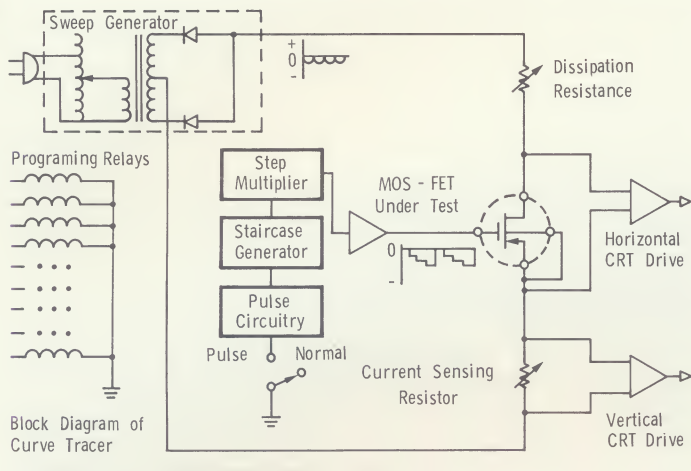 Sweep Generator
+
0
-
Dissipation
Resistance
Programing Relays
Step
Multiplier
MOS - FET
Under Test
Staircase
Generator
0
-
Horizontal
CRT Drive
Pulse
Circuitry
Pulse
Normal
Current Sensing
Resistor
Block Diagram of
Curve Tracer
Vertical
CRT Drive